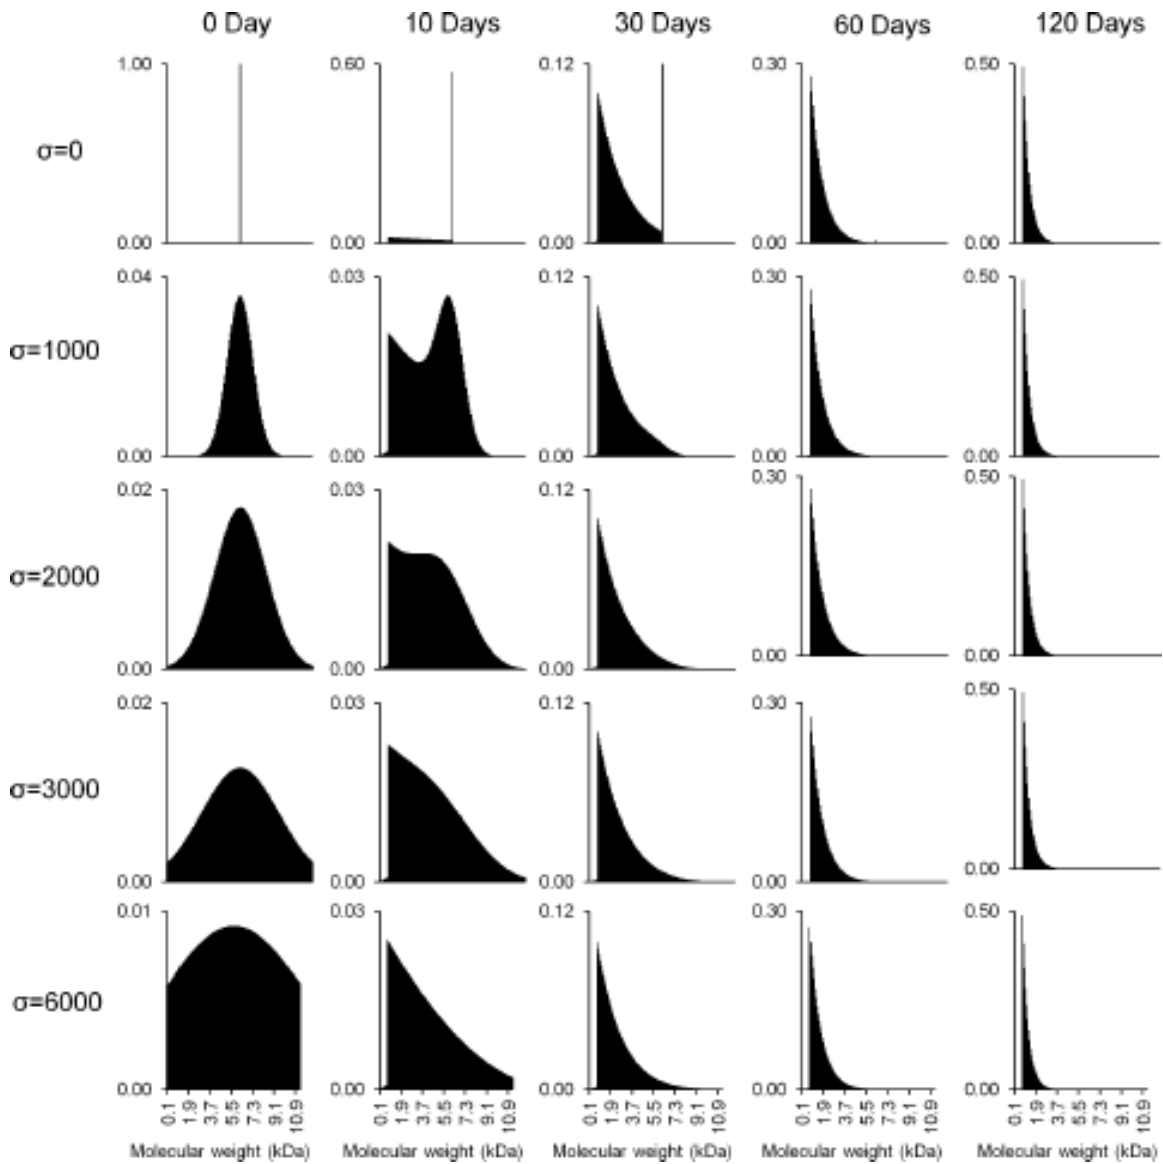 0 Day 10 Days 30 Days 60 Days 120 Days
1.00 0.60 0.12 0.30 0.50
σ=0
0.00 0.00 0.00 0.00 0.00
0.04 0.03 0.12 0.30 0.50
σ=1000
0.00 0.00 0.00 0.00 0.00
0.02 0.03 0.12 0.30 0.50
σ=2000
0.00 0.00 0.00 0.00 0.00
0.02 0.03 0.12 0.30 0.50
σ=3000
0.00 0.00 0.00 0.00 0.00
0.01 0.03 0.12 0.30 0.50
σ=6000
0.00 0.00 0.00 0.00 0.00
0.1 1.9 3.7 5.5 7.3 9.1 10.9 0.1 1.9 3.7 5.5 7.3 9.1 10.9 0.1 1.9 3.7 5.5 7.3 9.1 10.9 0.1 1.9 3.7 5.5 7.3 9.1 10.9 0.1 1.9 3.7 5.5 7.3 9.1 10.9
Molecular weight (kDa) Molecular weight (kDa) Molecular weight (kDa) Molecular weight (kDa) Molecular weight (kDa)